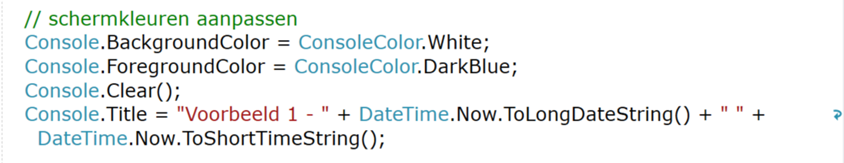 // schermkleuren aanpassen
Console.BackgroundColor = ConsoleColor.White;
Console.ForegroundColor = ConsoleColor.DarkBlue;
Console.Clear();
Console.Title = "Voorbeeld 1 - " + DateTime.Now.ToLongDateString() + " " +
DateTime.Now.ToShortTimeString();